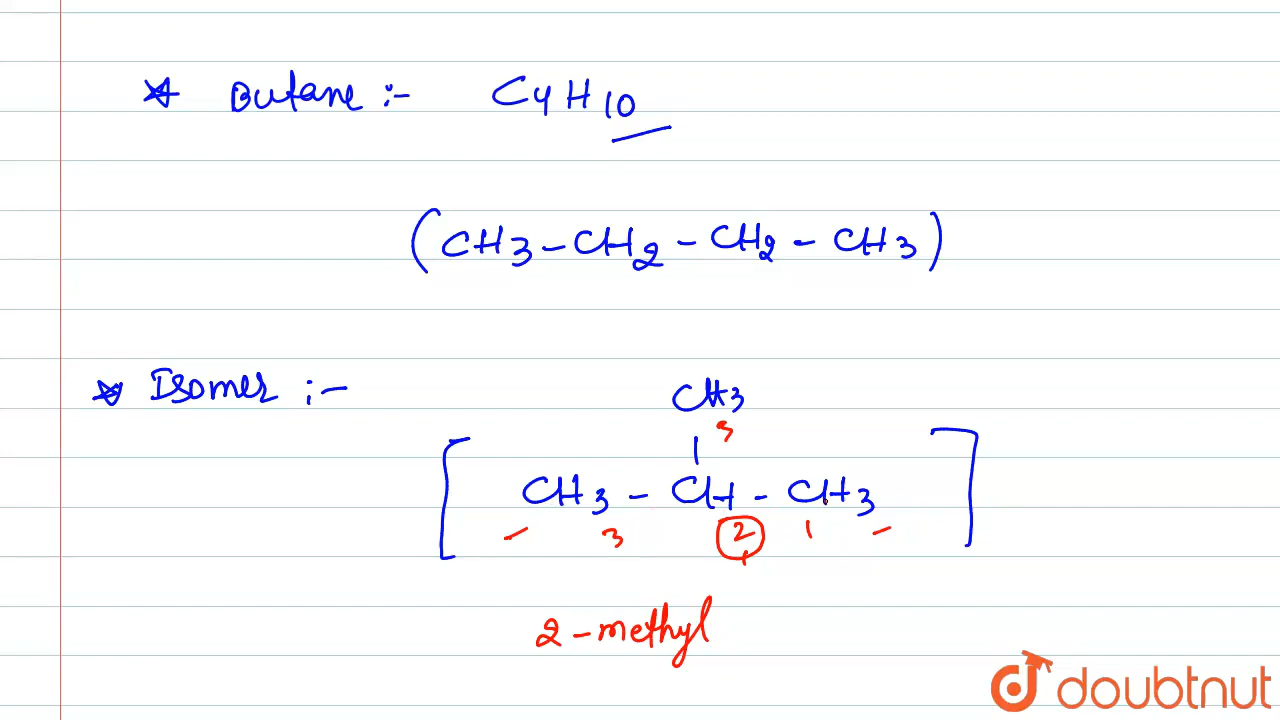 * Butane :- C4H10
(CH3-CH2-CH2-CH3)
* Isomer :-
CH3
3
|
[CH3-CH-CH3]
3 2 1
2-methyl
doubtnut